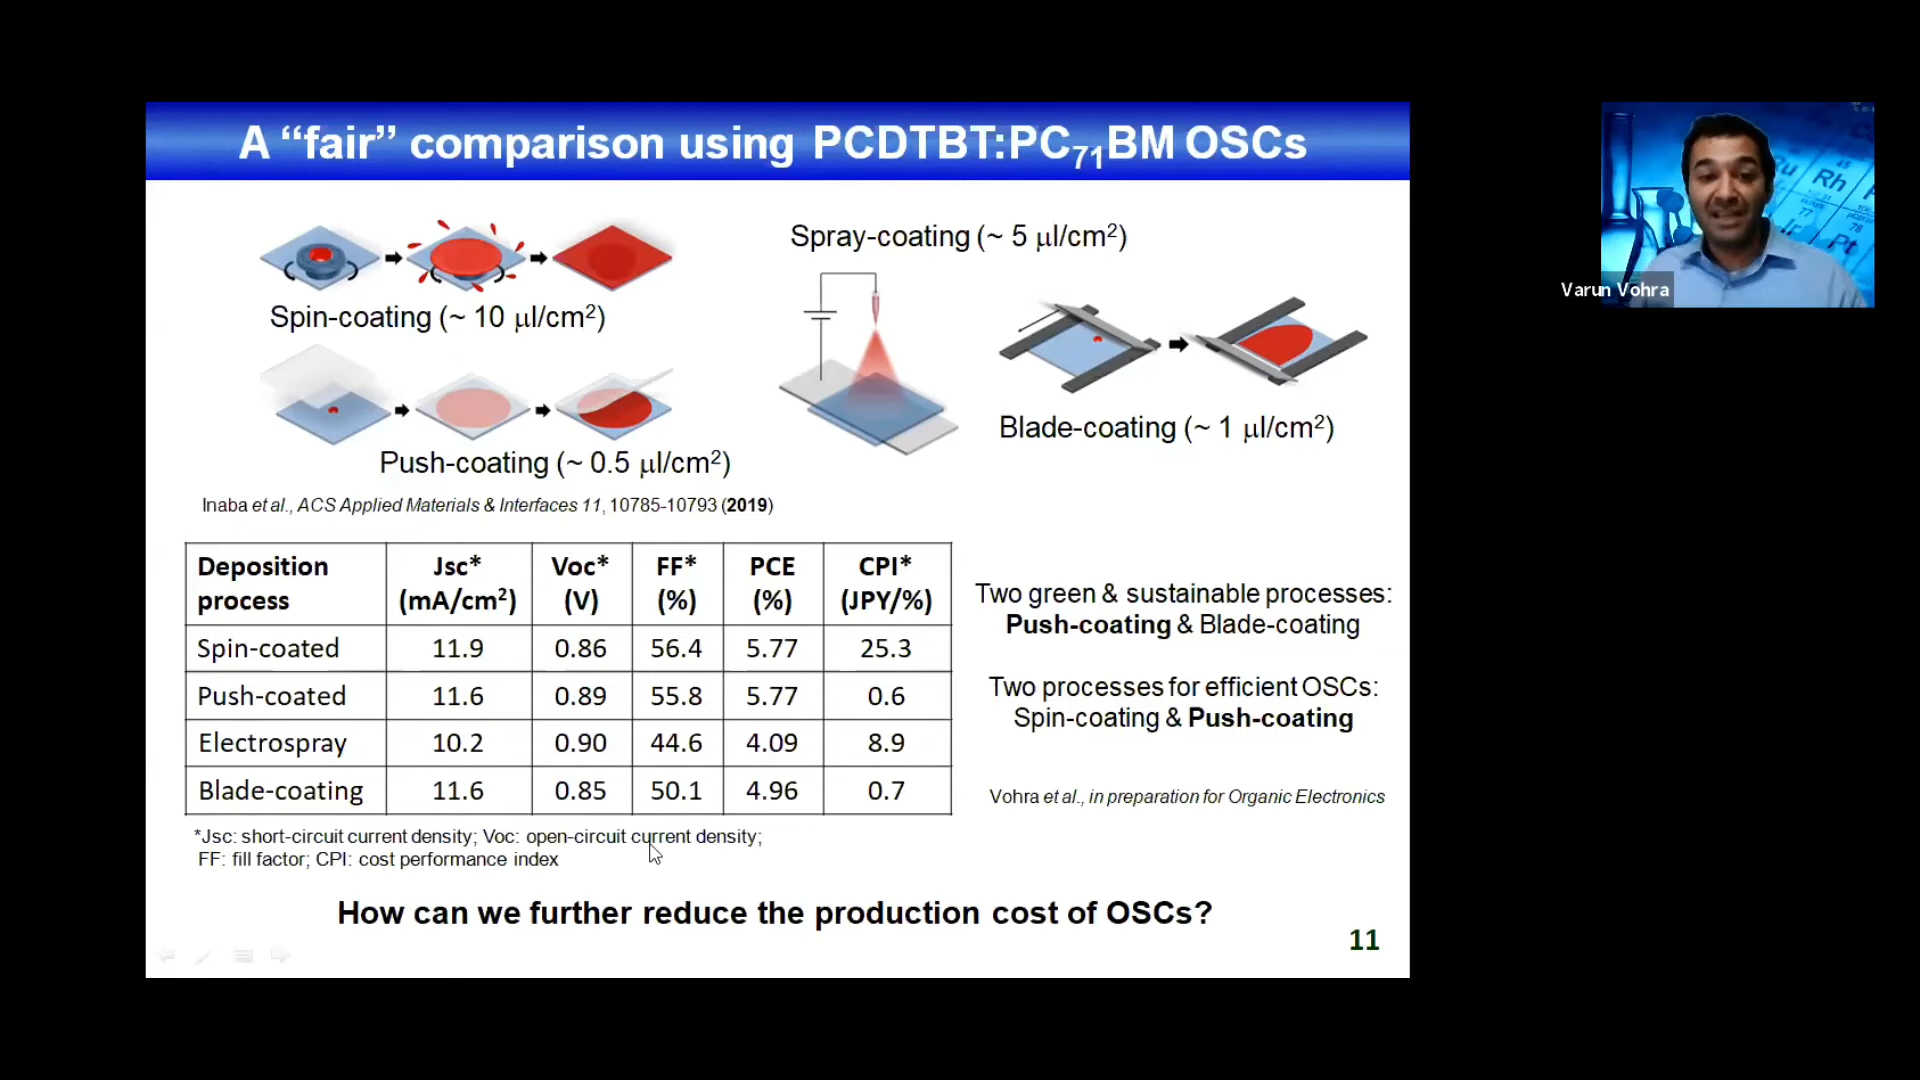 A “fair” comparison using PCDTBT:PC71BM OSCs
Spin-coating (~ 10 μl/cm2)
Spray-coating (~ 5 μl/cm2)
Push-coating (~ 0.5 μl/cm2)
Blade-coating (~ 1 μl/cm2)
Inaba et al., ACS Applied Materials & Interfaces 11, 10785-10793 (2019)
Deposition process Jsc* (mA/cm2) Voc* (V) FF* (%) PCE (%) CPI* (JPY/%)
Spin-coated 11.9 0.86 56.4 5.77 25.3
Push-coated 11.6 0.89 55.8 5.77 0.6
Electrospray 10.2 0.90 44.6 4.09 8.9
Blade-coating 11.6 0.85 50.1 4.96 0.7
*Jsc: short-circuit current density; Voc: open-circuit current density;
FF: fill factor; CPI: cost performance index
Two green & sustainable processes:
Push-coating & Blade-coating
Two processes for efficient OSCs:
Spin-coating & Push-coating
Vohra et al., in preparation for Organic Electronics
How can we further reduce the production cost of OSCs?
11
Varun Vohra
Ru
45
Rh
77
Ir
78
Pt